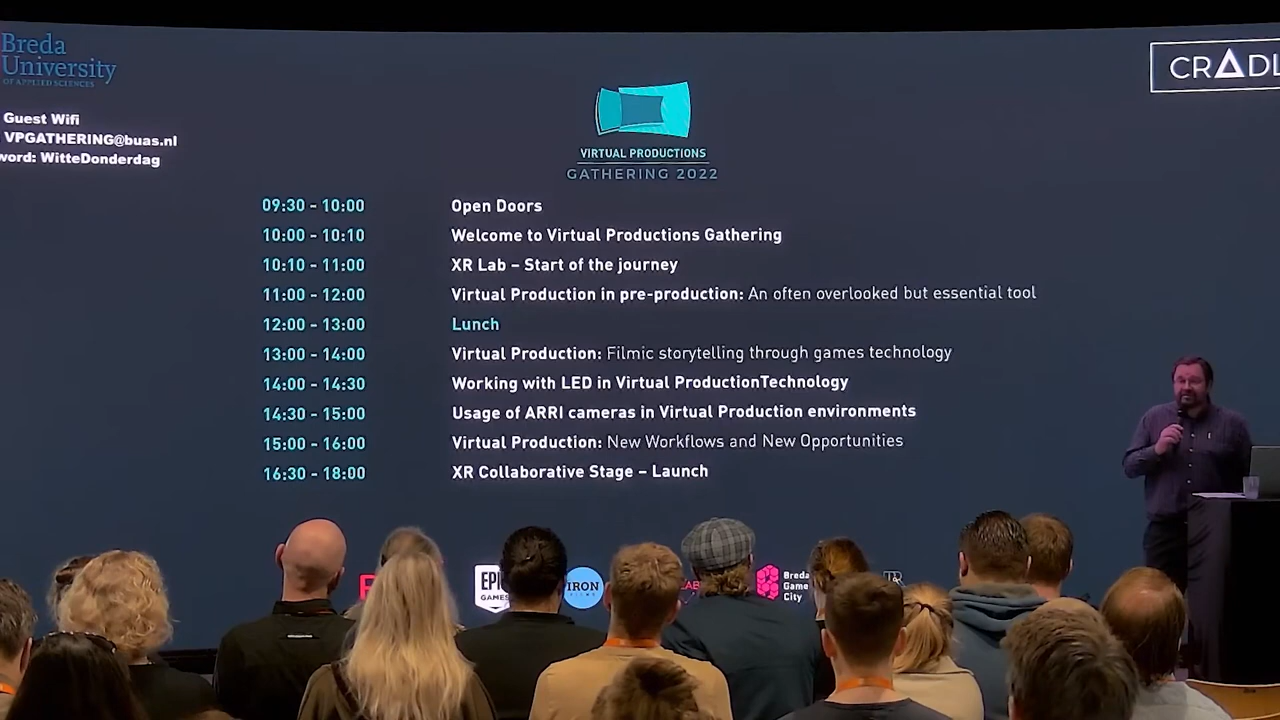 Breda
University
OF APPLIED SCIENCES
Guest Wifi
VPGATHERING@buas.nl
word: WitteDonderdag
CRADL
VIRTUAL PRODUCTIONS
GATHERING 2022
09:30 - 10:00 Open Doors
10:00 - 10:10 Welcome to Virtual Productions Gathering
10:10 - 11:00 XR Lab – Start of the journey
11:00 - 12:00 Virtual Production in pre-production: An often overlooked but essential tool
12:00 - 13:00 Lunch
13:00 - 14:00 Virtual Production: Filmic storytelling through games technology
14:00 - 14:30 Working with LED in Virtual ProductionTechnology
14:30 - 15:00 Usage of ARRI cameras in Virtual Production environments
15:00 - 16:00 Virtual Production: New Workflows and New Opportunities
16:30 - 18:00 XR Collaborative Stage – Launch
EPIC
GAMES
IRON
FILMS
Breda
Game
City